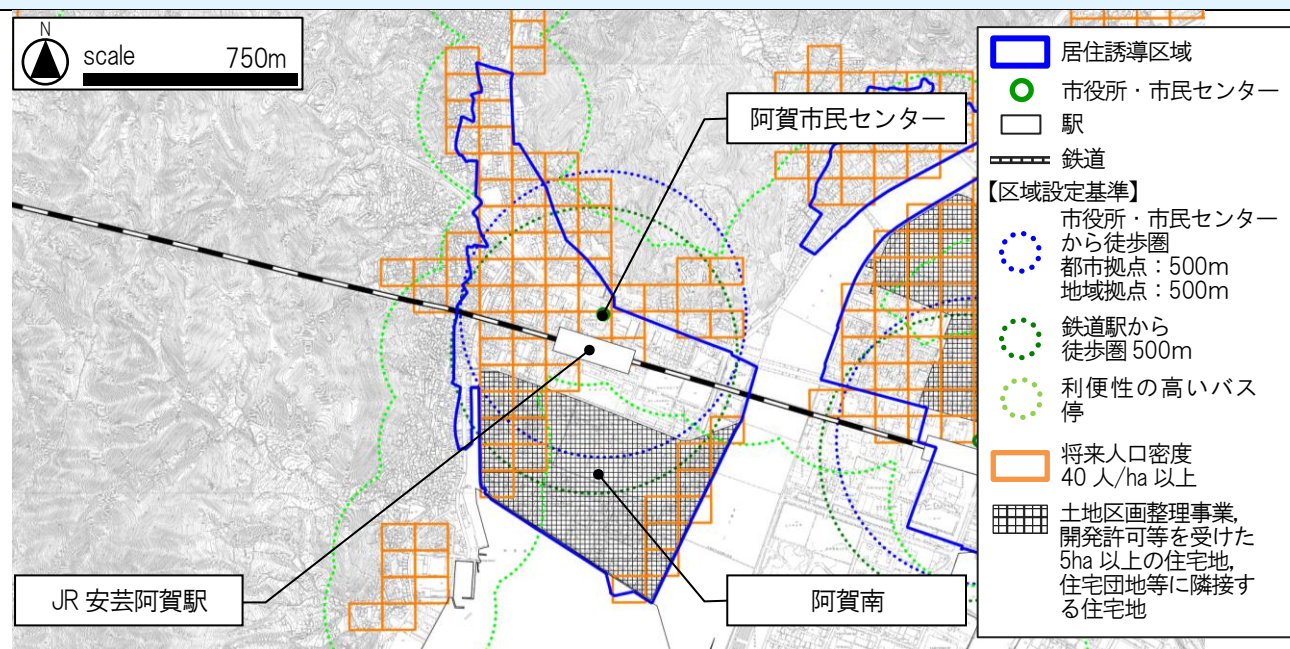 N
scale 750m
阿賀市民センター
JR 安芸阿賀駅
阿賀南
居住誘導区域
市役所・市民センター
駅
鉄道
【区域設定基準】
市役所・市民センター
から徒歩圏
都市拠点：500m
地域拠点：500m
鉄道駅から
徒歩圏 500m
利便性の高いバス
停
将来人口密度
40 人/ha 以上
土地区画整理事業,
開発許可等を受けた
5ha 以上の住宅地,
住宅団地等に隣接す
る住宅地